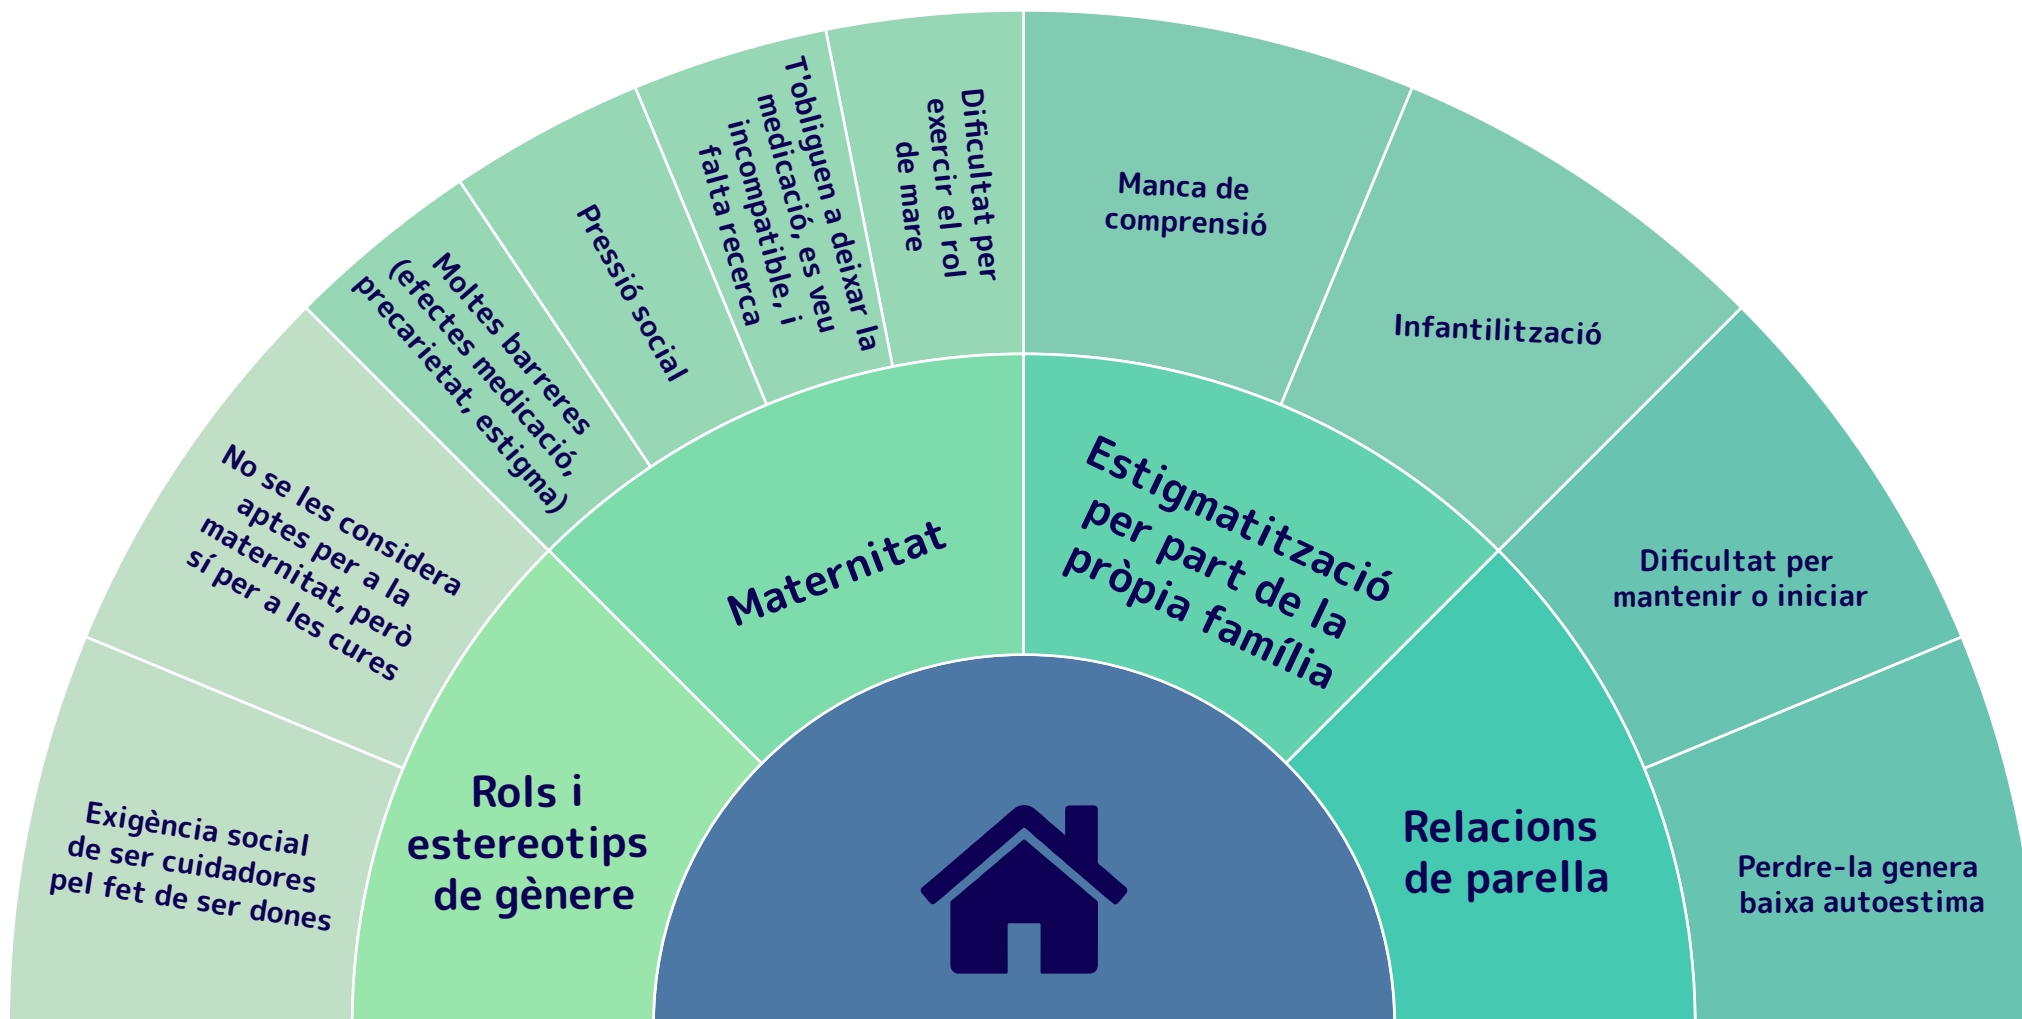 Rols i
estereotips
de gènere
Exigència social
de ser cuidadores
pel fet de ser dones
No se les considera
aptes per a la
maternitat, però
sí per a les cures
Maternitat
Moltes barreres
(efectes medicació,
precarietat, estigma)
Pressió social
T'obliguen a deixar la
medicació, es veu
incompatible, i
falta recerca
Dificultat per
exercir el rol
de mare
Estigmatització
per part de la
pròpia família
Manca de
comprensió
Infantilització
Relacions
de parella
Dificultat per
mantenir o iniciar
Perdre-la genera
baixa autoestima